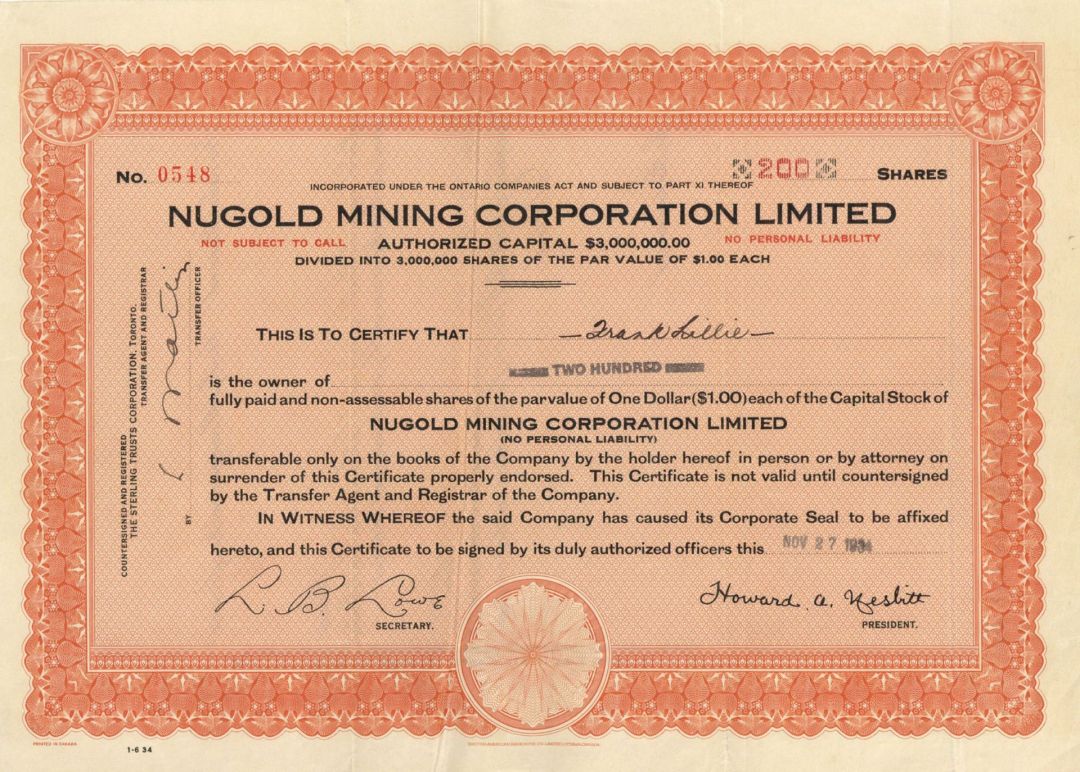 No. 0548
200 SHARES
INCORPORATED UNDER THE ONTARIO COMPANIES ACT AND SUBJECT TO PART XI THEREOF
NUGOLD MINING CORPORATION LIMITED
NOT SUBJECT TO CALL AUTHORIZED CAPITAL $3,000,000.00 NO PERSONAL LIABILITY
DIVIDED INTO 3,000,000 SHARES OF THE PAR VALUE OF $1.00 EACH
THIS IS TO CERTIFY THAT Frank Lillie
TWO HUNDRED
is the owner of
fully paid and non-assessable shares of the par value of One Dollar ($1.00) each of the Capital Stock of
NUGOLD MINING CORPORATION LIMITED
(NO PERSONAL LIABILITY)
transferable only on the books of the Company by the holder hereof in person or by attorney on
surrender of this Certificate properly endorsed. This Certificate is not valid until countersigned
by the Transfer Agent and Registrar of the Company.
IN WITNESS WHEREOF the said Company has caused its Corporate Seal to be affixed
hereto, and this Certificate to be signed by its duly authorized officers this NOV 27 1934
L. B. Lowe
SECRETARY.
Howard A. Nesbitt
PRESIDENT.
COUNTERSIGNED AND REGISTERED
THE STERLING TRUSTS CORPORATION, TORONTO.
TRANSFER AGENT AND REGISTRAR
BY
TRANSFER OFFICER
PRINTED IN CANADA
1-6 34